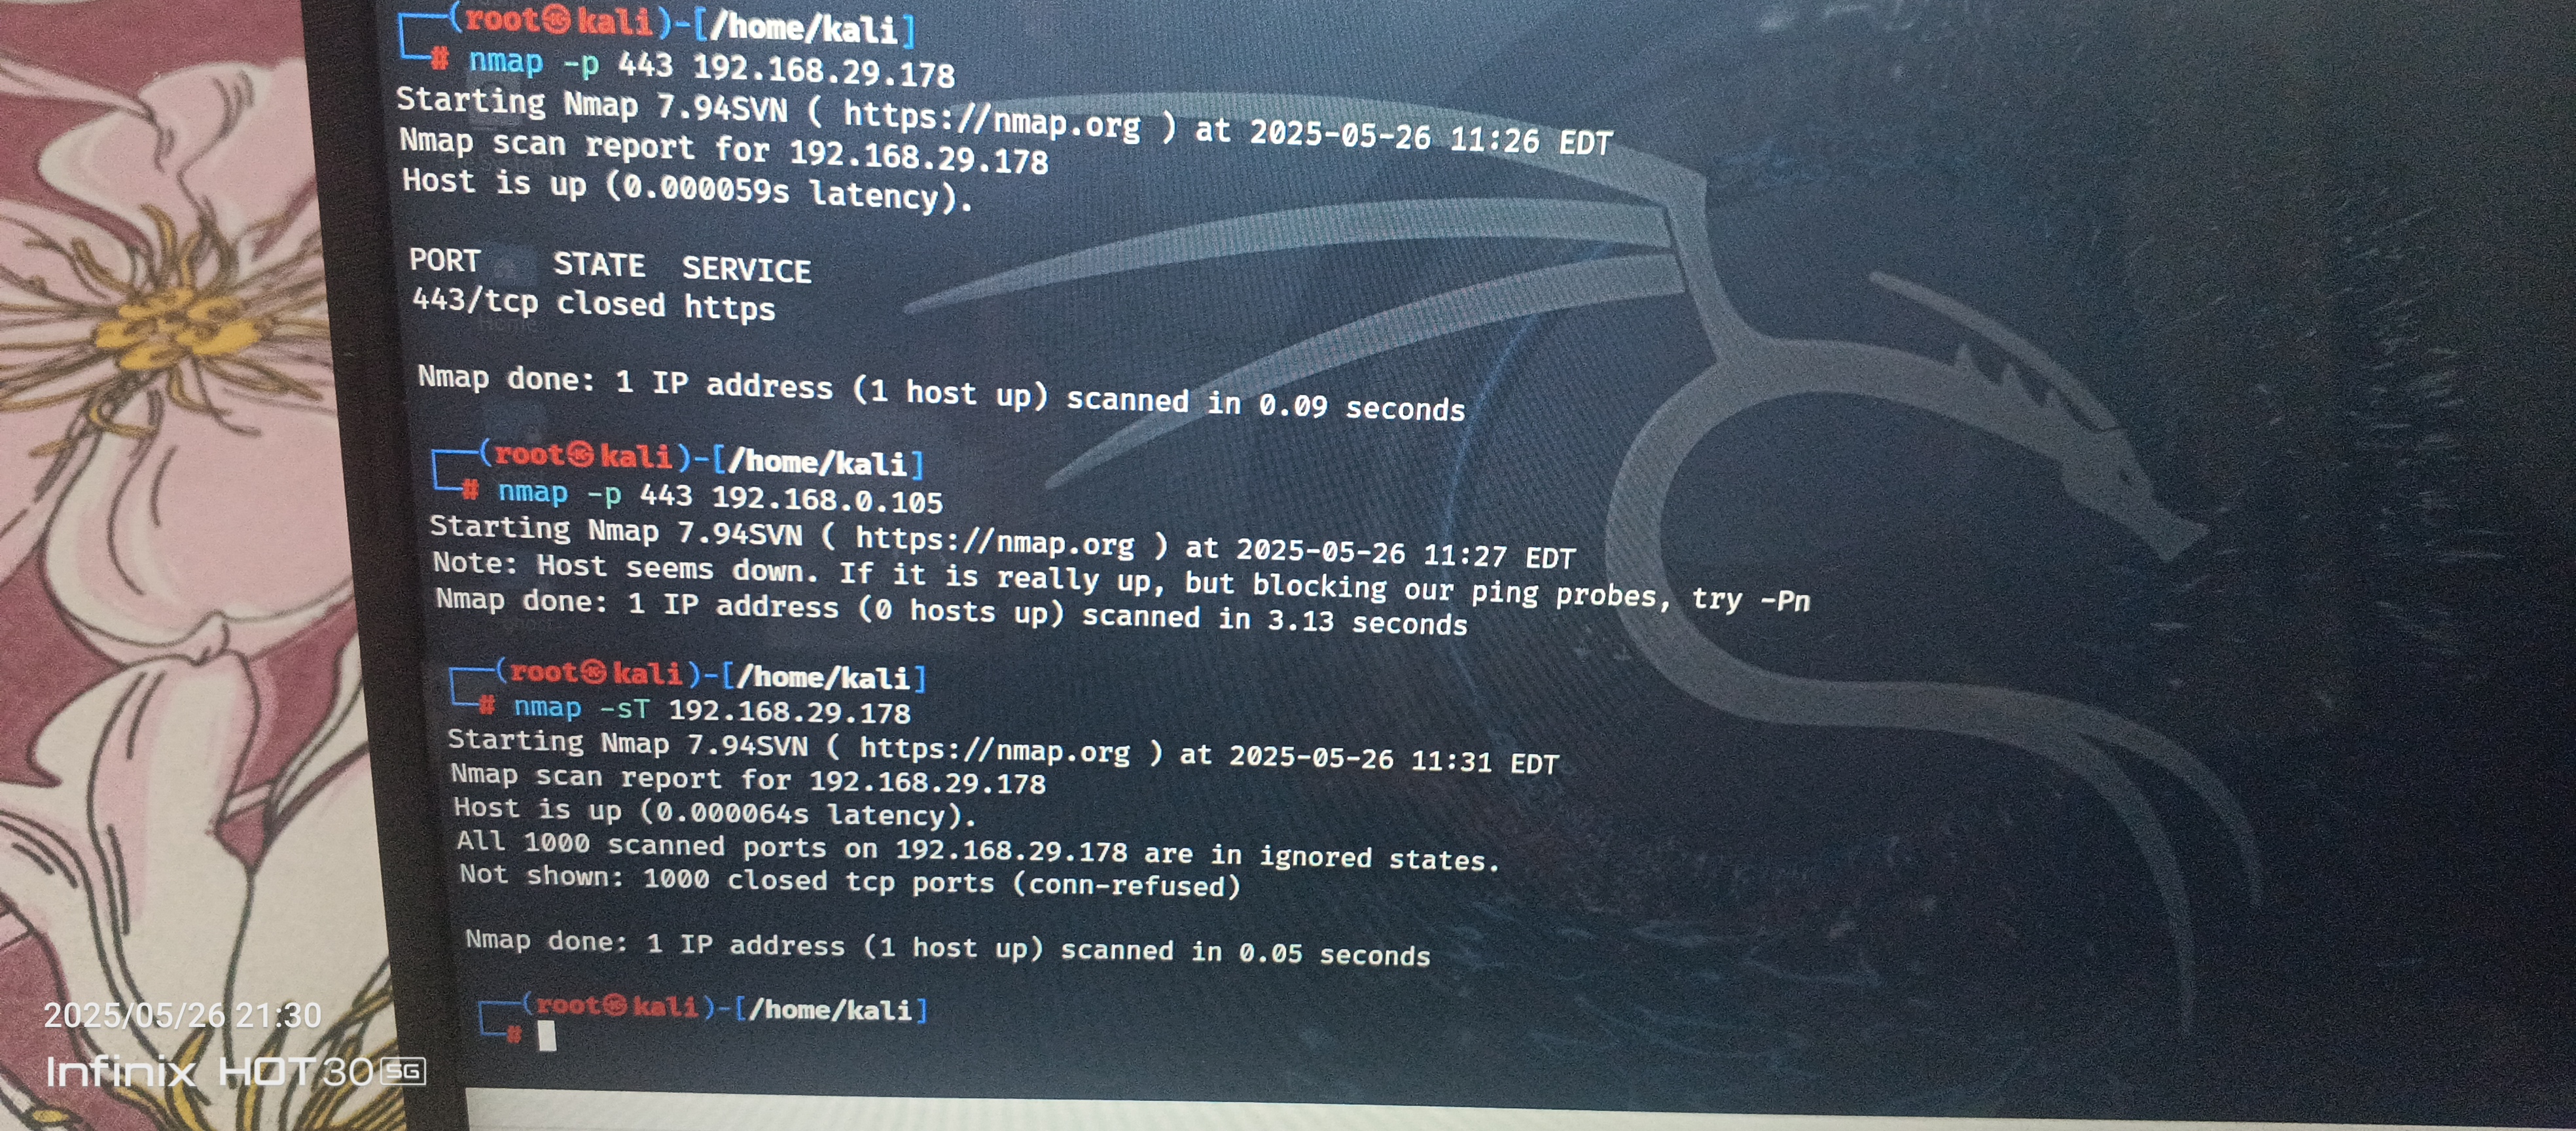 (root㉿kali)-[/home/kali]
# nmap -p 443 192.168.29.178
Starting Nmap 7.94SVN ( https://nmap.org ) at 2025-05-26 11:26 EDT
Nmap scan report for 192.168.29.178
Host is up (0.000059s latency).
PORT STATE SERVICE
443/tcp closed https
Nmap done: 1 IP address (1 host up) scanned in 0.09 seconds
(root㉿kali)-[/home/kali]
# nmap -p 443 192.168.0.105
Starting Nmap 7.94SVN ( https://nmap.org ) at 2025-05-26 11:27 EDT
Note: Host seems down. If it is really up, but blocking our ping probes, try -Pn
Nmap done: 1 IP address (0 hosts up) scanned in 3.13 seconds
(root㉿kali)-[/home/kali]
# nmap -sT 192.168.29.178
Starting Nmap 7.94SVN ( https://nmap.org ) at 2025-05-26 11:31 EDT
Nmap scan report for 192.168.29.178
Host is up (0.000064s latency).
All 1000 scanned ports on 192.168.29.178 are in ignored states.
Not shown: 1000 closed tcp ports (conn-refused)
Nmap done: 1 IP address (1 host up) scanned in 0.05 seconds
(root㉿kali)-[/home/kali]
#
2025/05/26 21:30
Infinix HOT 30 5G